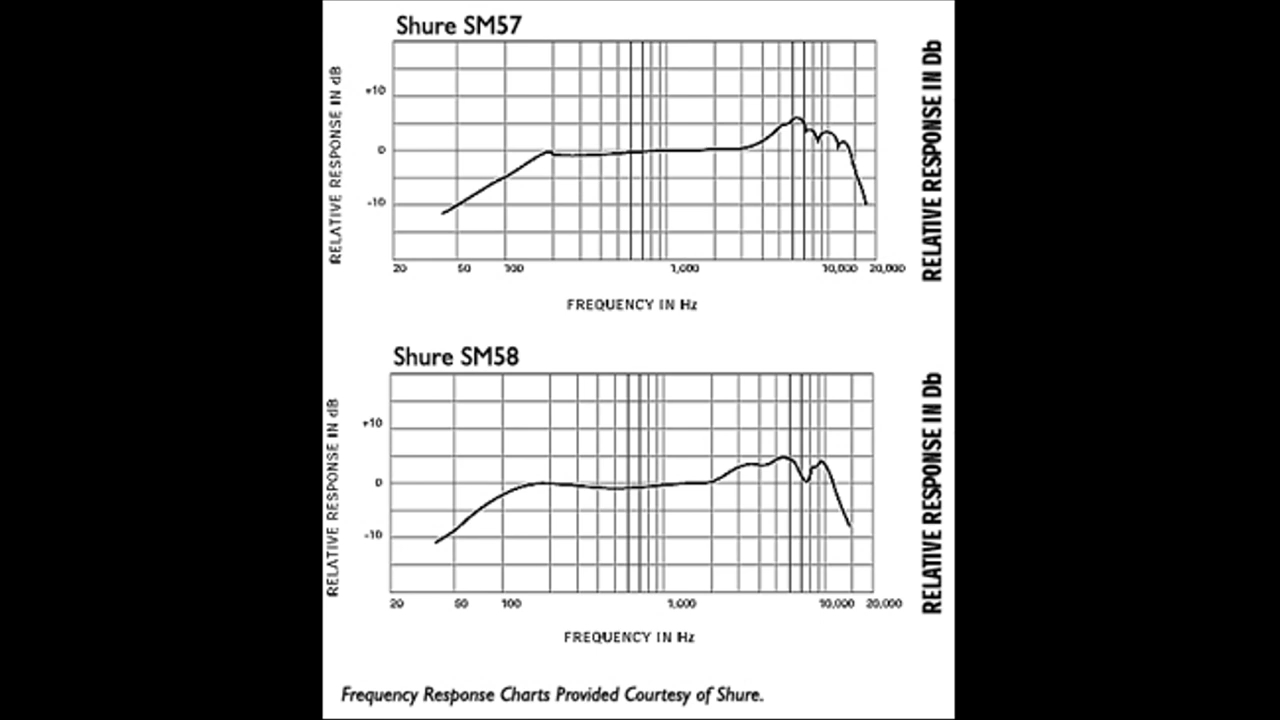 Shure SM57
RELATIVE RESPONSE IN dB
+10
0
-10
20 50 100 1,000 10,000 20,000
FREQUENCY IN Hz
RELATIVE RESPONSE IN Db
Shure SM58
RELATIVE RESPONSE IN dB
+10
0
-10
20 50 100 1,000 10,000 20,000
FREQUENCY IN Hz
RELATIVE RESPONSE IN Db
Frequency Response Charts Provided Courtesy of Shure.